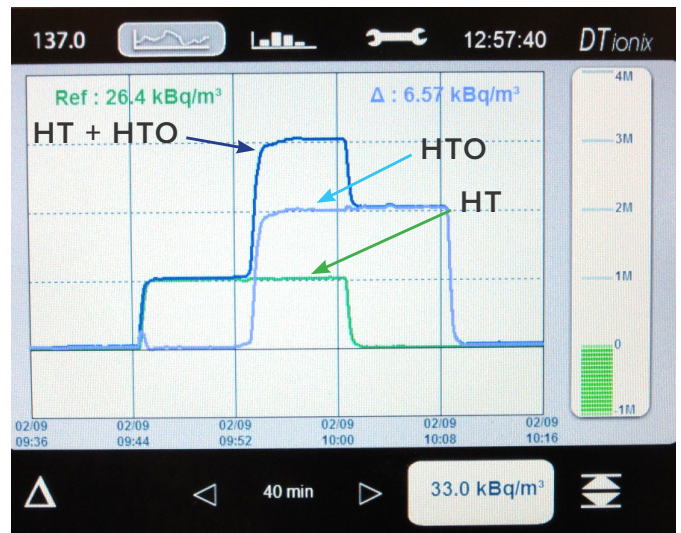 137.0
12:57:40
DTionix
Ref : 26.4 kBq/m³
Δ : 6.57 kBq/m³
HT + HTO
HTO
HT
4M
3M
2M
1M
0
-1M
02/09 02/09 02/09 02/09 02/09 02/09
09:36 09:44 09:52 10:00 10:08 10:16
Δ
40 min
33.0 kBq/m³